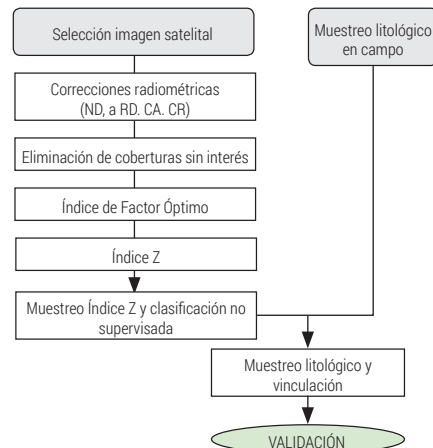 Selección imagen satelital
Muestreo litológico
en campo
Correcciones radiométricas
(ND, a RD. CA. CR)
Eliminación de coberturas sin interés
Índice de Factor Óptimo
Índice Z
Muestreo Índice Z y clasificación no
supervisada
Muestreo litológico y
vinculación
VALIDACIÓN